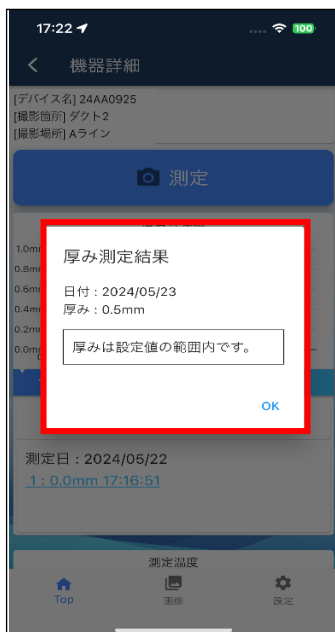 17:22
100
機器詳細
[デバイス名] 24AA0925
[撮影箇所] ダクト2
[撮影場所] Aライン
測定
1.0m
0.8m
0.6m
0.4m
0.2m
0.0m
厚み測定結果
日付：2024/05/23
厚み：0.5mm
厚みは設定値の範囲内です。
OK
測定日：2024/05/22
1：0.0mm 17:16:51
測定温度
Top
画像
設定